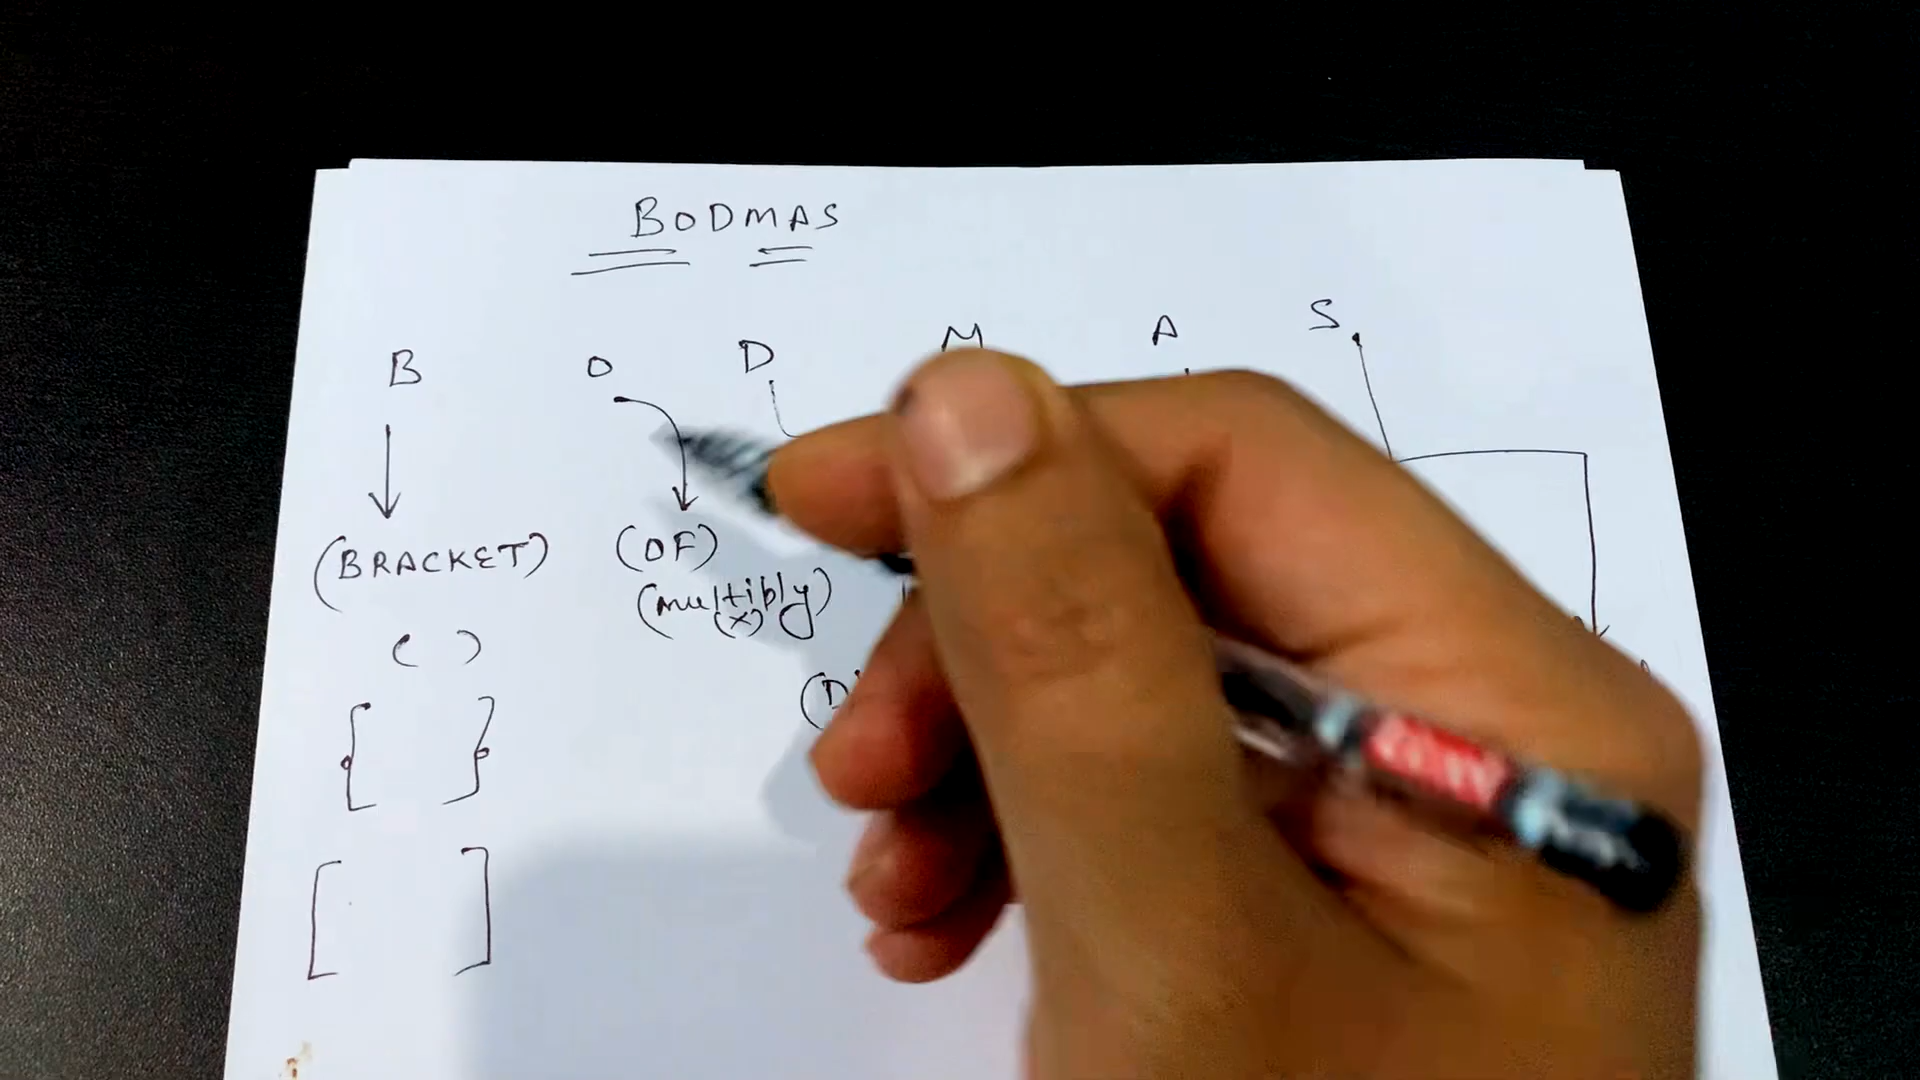 BODMAS
B O D M A S
(BRACKET) (OF)
(multibly)
(x)
( )
{ }
[ ]